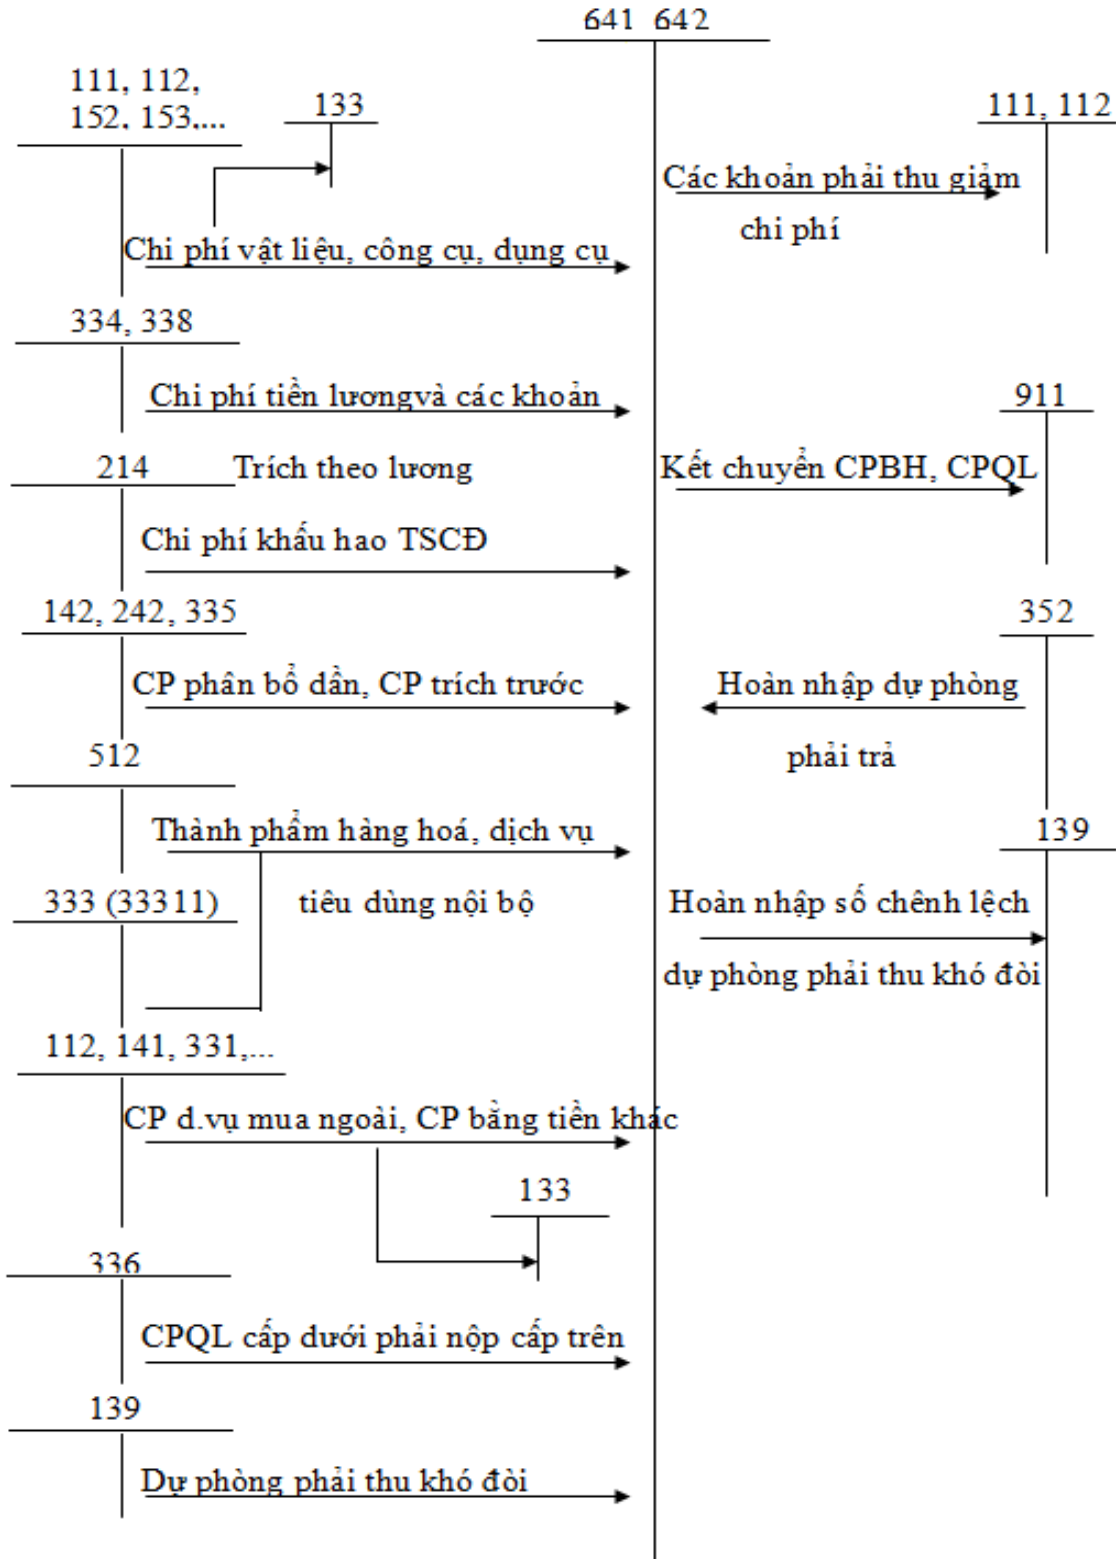 641 642
111, 112,
152, 153,...
133
111, 112
Các khoản phải thu giảm
chi phí
Chi phí vật liệu, công cụ, dụng cụ
334, 338
Chi phí tiền lươngvà các khoản
911
214
Trích theo lương
Kết chuyển CPBH, CPQL
Chi phí khấu hao TSCĐ
142, 242, 335
352
CP phân bổ dần, CP trích trước
Hoàn nhập dự phòng
phải trả
512
Thành phẩm hàng hoá, dịch vụ
139
333 (33311)
tiêu dùng nội bộ
Hoàn nhập số chênh lệch
dự phòng phải thu khó đòi
112, 141, 331,...
CP d.vụ mua ngoài, CP bằng tiền khác
133
336
CPQL cấp dưới phải nộp cấp trên
139
Dự phòng phải thu khó đòi